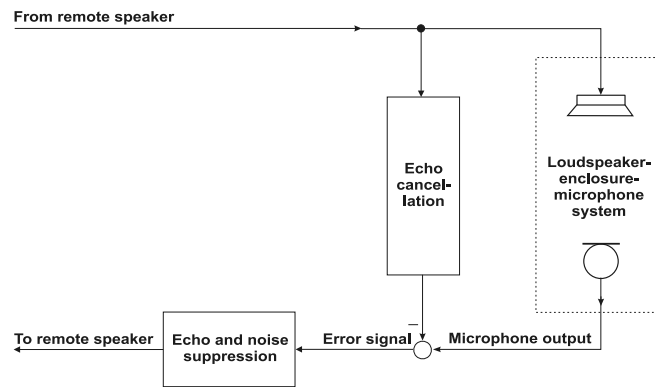 From remote speaker
Echo
cancel-
lation
Loudspeaker-
enclosure-
microphone
system
–
To remote speaker
Echo and noise
suppression
Error signal
Microphone output